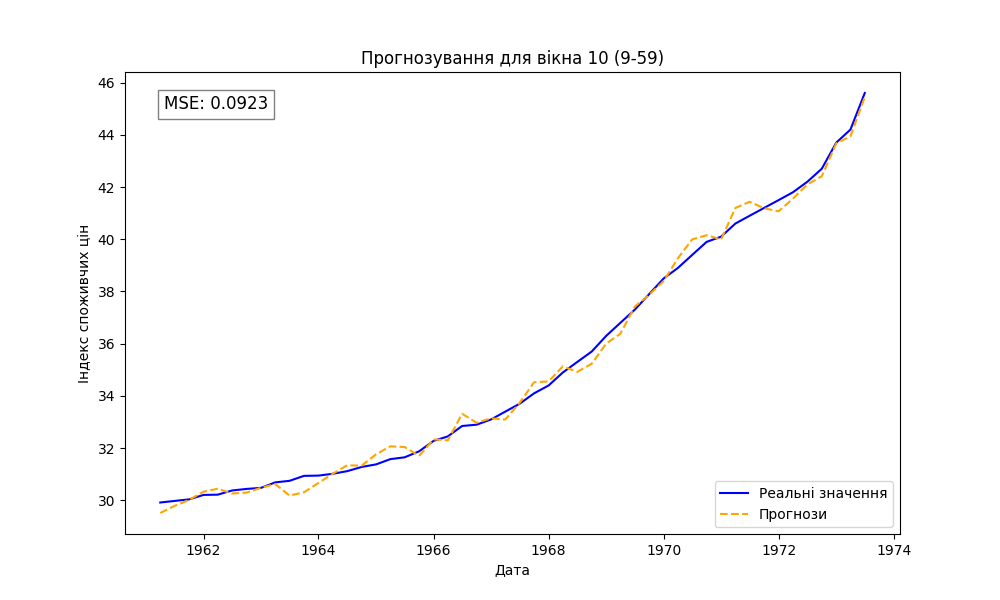 Прогнозування для вікна 10 (9-59)
MSE: 0.0923
46
44
42
40
38
36
34
32
30
Індекс споживчих цін
1962
1964
1966
1968
1970
1972
1974
Дата
Реальні значення
Прогнози